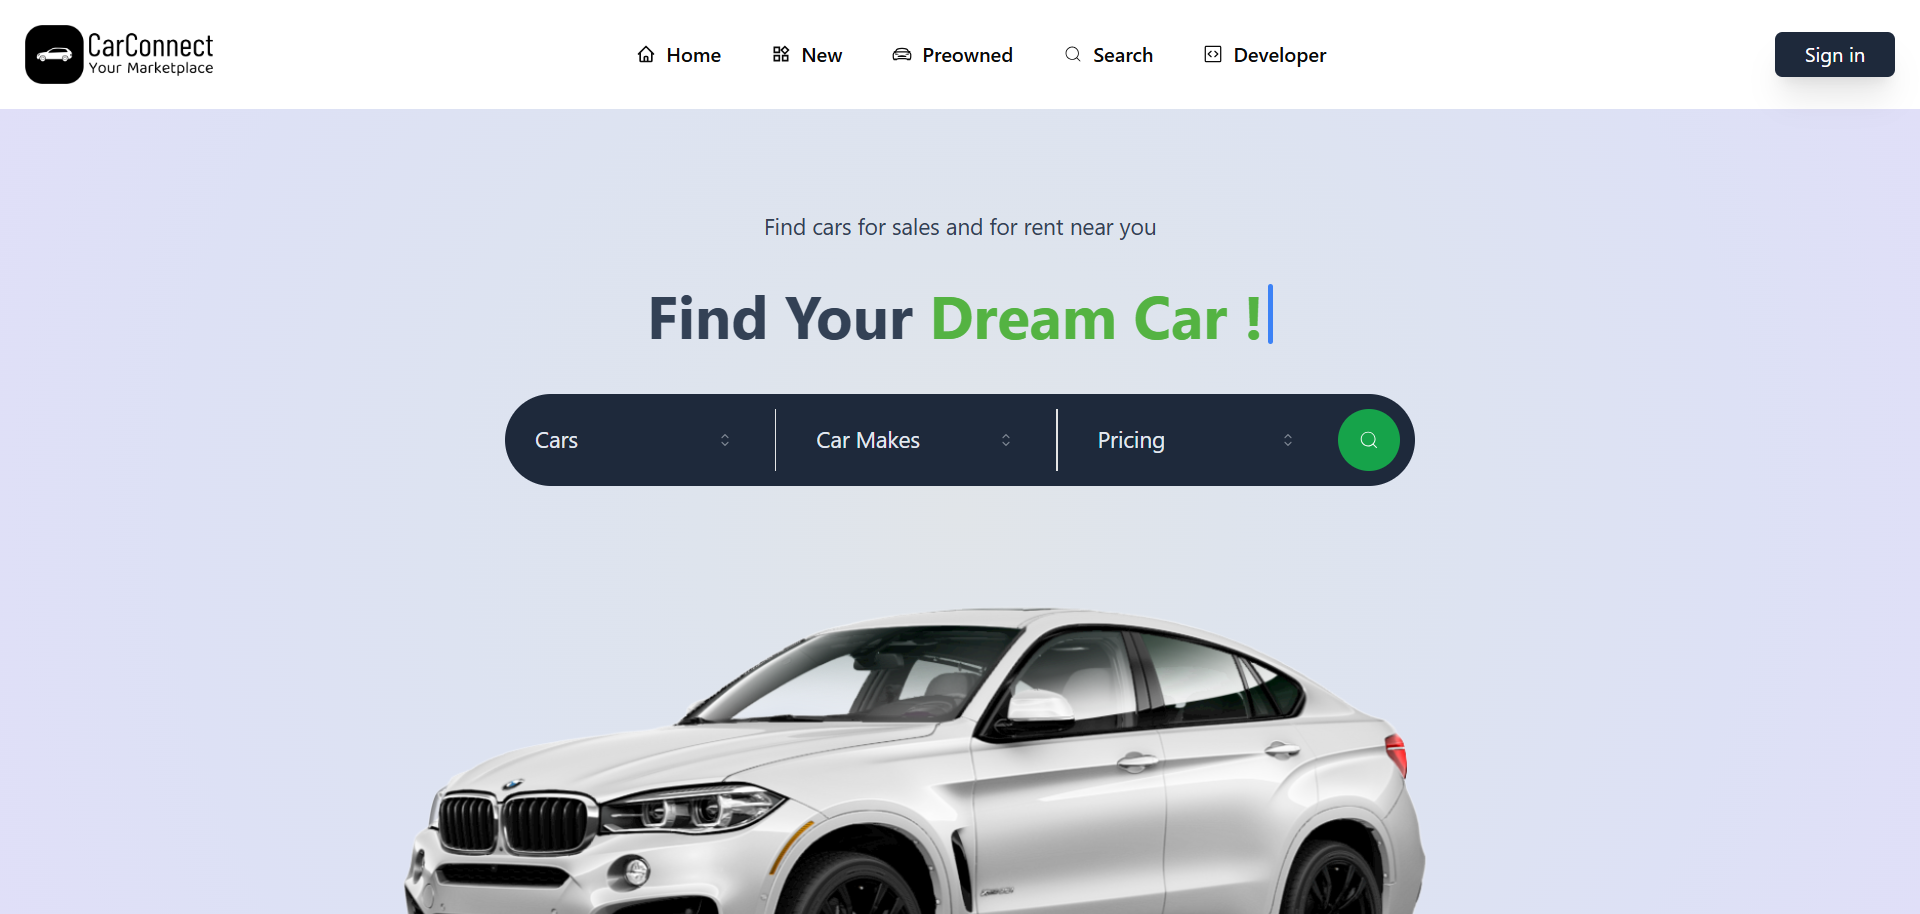 CarConnect
Your Marketplace
Home
New
Preowned
Search
Developer
Sign in
Find cars for sales and for rent near you
Find Your Dream Car !
Cars
Car Makes
Pricing